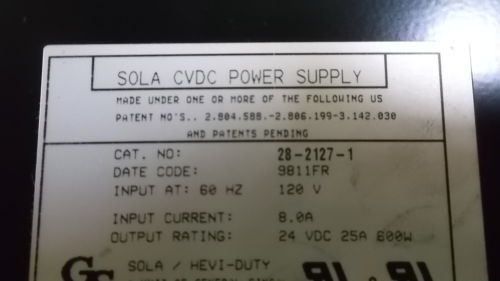 SOLA CVDC POWER SUPPLY
MADE UNDER ONE OR MORE OF THE FOLLOWING US
PATENT NO'S., 2.804.588.-2.806.199-3.142.030
AND PATENTS PENDING
CAT. NO: 28-2127-1
DATE CODE: 9811FR
INPUT AT: 60 HZ 120 V
INPUT CURRENT: 8.0A
OUTPUT RATING: 24 VDC 25A 600W
GS SOLA / HEVI-DUTY